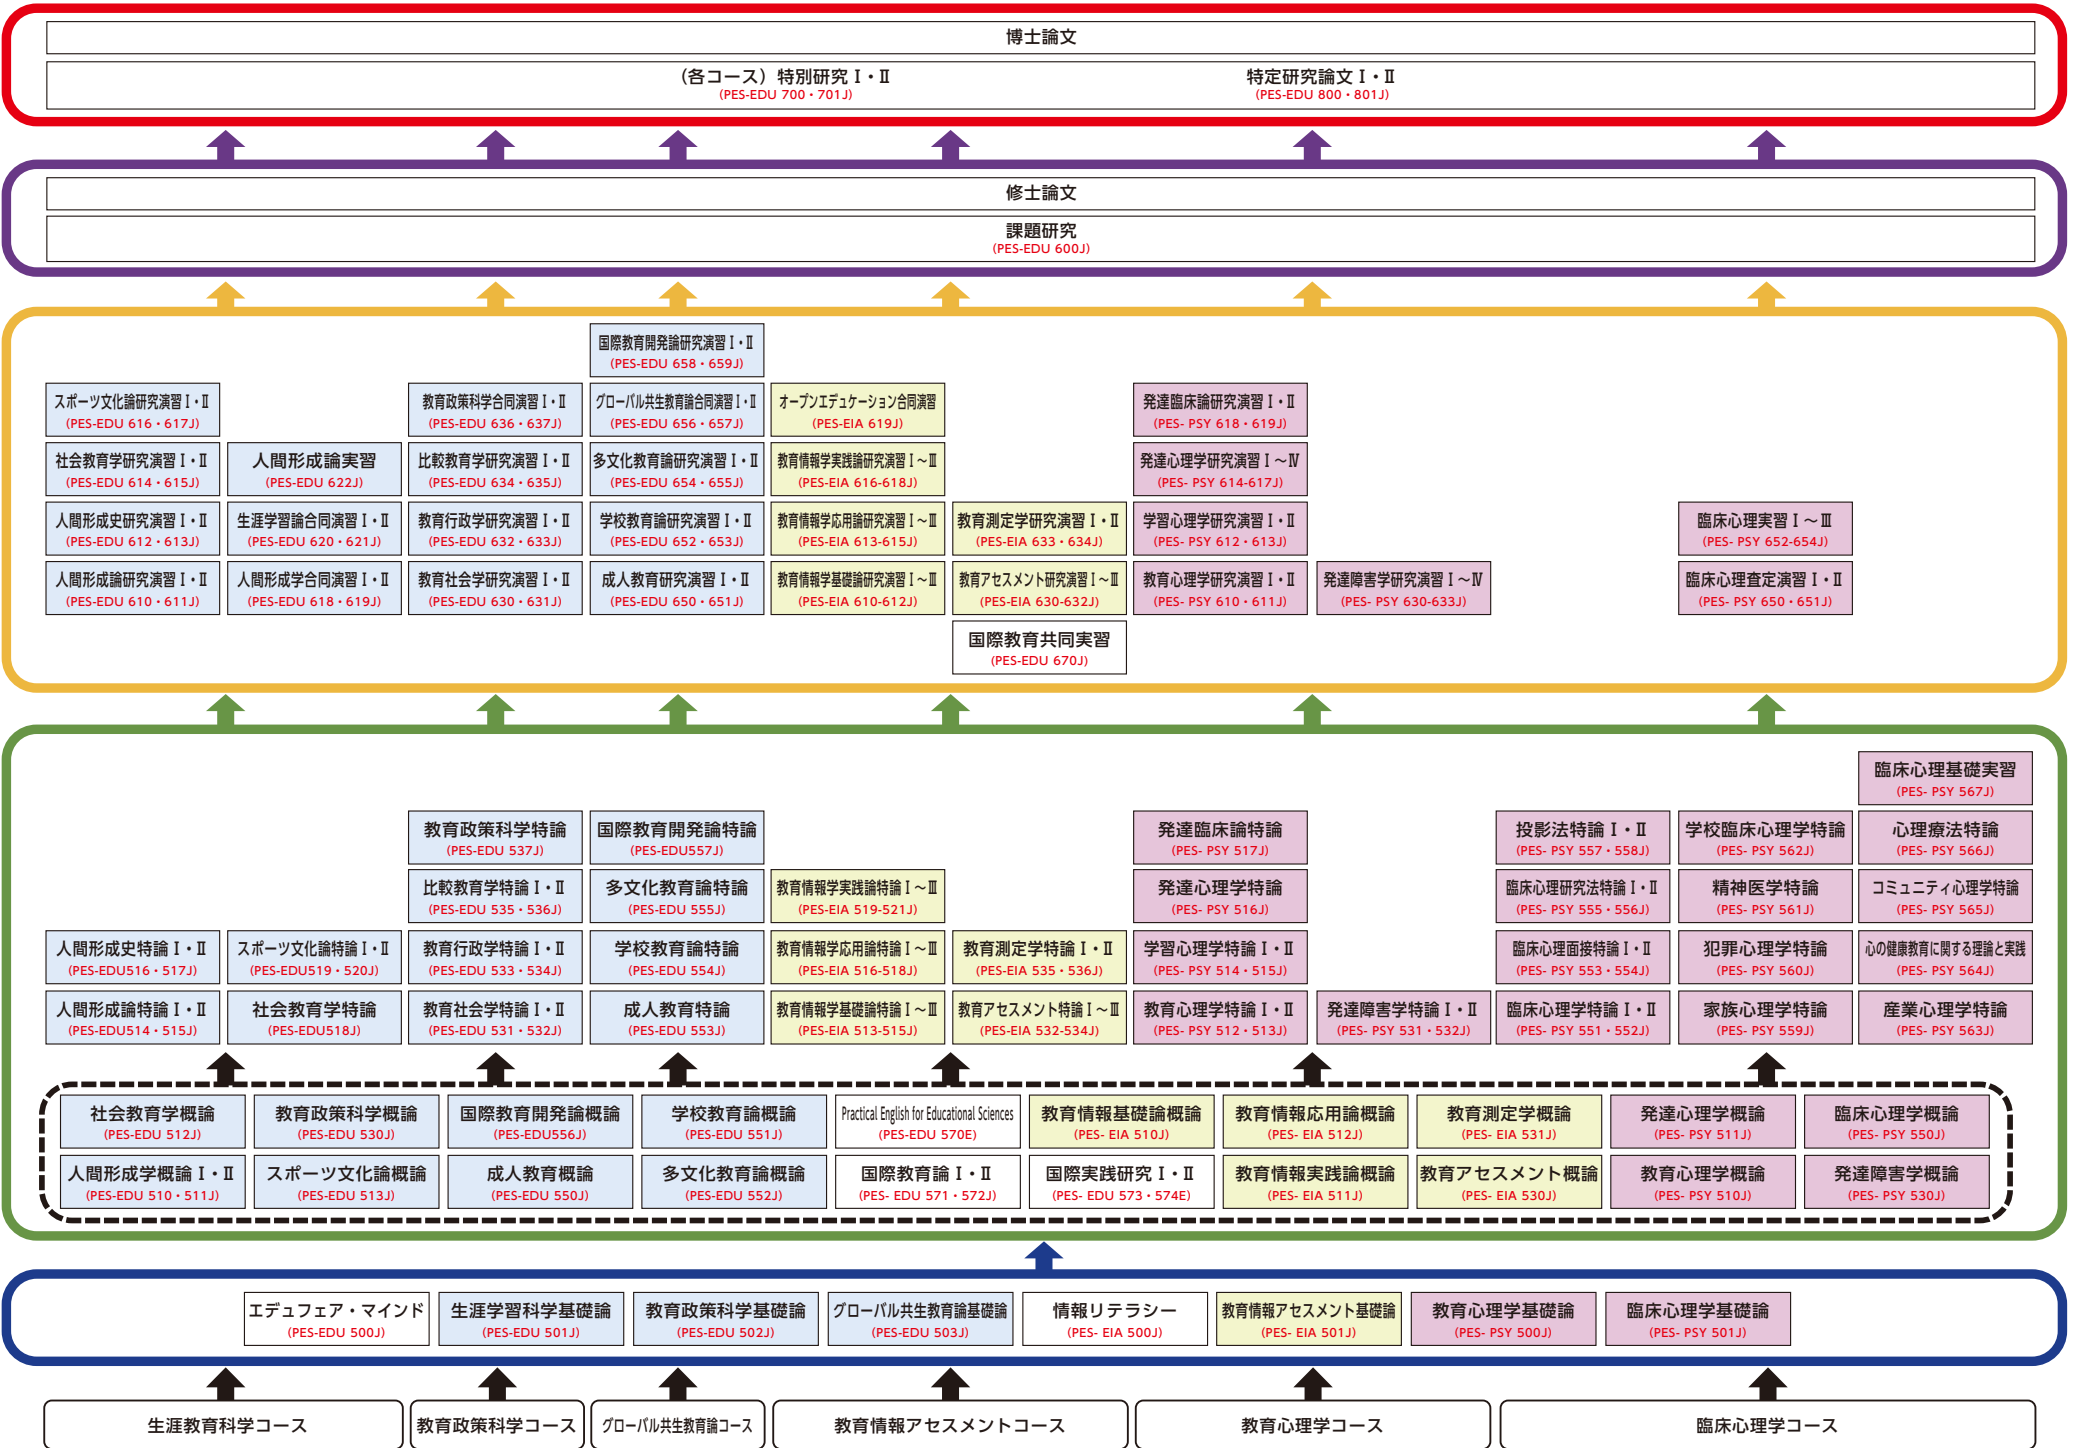 博士論文
（各コース）特別研究 I・II
(PES-EDU 700・701J)
特定研究論文 I・II
(PES-EDU 800・801J)
修士論文
課題研究
(PES-EDU 600J)
国際教育開発論研究演習 I・II
(PES-EDU 658・659J)
スポーツ文化論研究演習 I・II
(PES-EDU 616・617J)
教育政策科学合同演習 I・II
(PES-EDU 636・637J)
グローバル共生教育論合同演習 I・II
(PES-EDU 656・657J)
オープンエデュケーション合同演習
(PES-EIA 619J)
発達臨床論研究演習 I・II
(PES- PSY 618・619J)
社会教育学研究演習 I・II
(PES-EDU 614・615J)
人間形成論実習
(PES-EDU 622J)
比較教育学研究演習 I・II
(PES-EDU 634・635J)
多文化教育論研究演習 I・II
(PES-EDU 654・655J)
教育情報学実践論研究演習 I～III
(PES-EIA 616-618J)
発達心理学研究演習 I～IV
(PES- PSY 614-617J)
人間形成史研究演習 I・II
(PES-EDU 612・613J)
生涯学習論合同演習 I・II
(PES-EDU 620・621J)
教育行政学研究演習 I・II
(PES-EDU 632・633J)
学校教育論研究演習 I・II
(PES-EDU 652・653J)
教育情報学応用論研究演習 I～III
(PES-EIA 613-615J)
教育測定学研究演習 I・II
(PES-EIA 633・634J)
学習心理学研究演習 I・II
(PES- PSY 612・613J)
臨床心理実習 I～III
(PES- PSY 652-654J)
人間形成論研究演習 I・II
(PES-EDU 610・611J)
人間形成学合同演習 I・II
(PES-EDU 618・619J)
教育社会学研究演習 I・II
(PES-EDU 630・631J)
成人教育研究演習 I・II
(PES-EDU 650・651J)
教育情報学基礎論研究演習 I～III
(PES-EIA 610-612J)
教育アセスメント研究演習 I～III
(PES-EIA 630-632J)
教育心理学研究演習 I・II
(PES- PSY 610・611J)
発達障害学研究演習 I～IV
(PES- PSY 630-633J)
臨床心理査定演習 I・II
(PES- PSY 650・651J)
国際教育共同実習
(PES-EDU 670J)
臨床心理基礎実習
(PES- PSY 567J)
教育政策科学特論
(PES-EDU 537J)
国際教育開発論特論
(PES-EDU557J)
発達臨床論特論
(PES- PSY 517J)
投影法特論 I・II
(PES- PSY 557・558J)
学校臨床心理学特論
(PES- PSY 562J)
心理療法特論
(PES- PSY 566J)
比較教育学特論 I・II
(PES-EDU 535・536J)
多文化教育論特論
(PES-EDU 555J)
教育情報学実践論特論 I～III
(PES-EIA 519-521J)
発達心理学特論
(PES- PSY 516J)
臨床心理研究法特論 I・II
(PES- PSY 555・556J)
精神医学特論
(PES- PSY 561J)
コミュニティ心理学特論
(PES- PSY 565J)
人間形成史特論 I・II
(PES-EDU516・517J)
スポーツ文化論特論 I・II
(PES-EDU519・520J)
教育行政学特論 I・II
(PES-EDU 533・534J)
学校教育論特論
(PES-EDU 554J)
教育情報学応用論特論 I～III
(PES-EIA 516-518J)
教育測定学特論 I・II
(PES-EIA 535・536J)
学習心理学特論 I・II
(PES- PSY 514・515J)
臨床心理面接特論 I・II
(PES- PSY 553・554J)
犯罪心理学特論
(PES- PSY 560J)
心の健康教育に関する理論と実践
(PES- PSY 564J)
人間形成論特論 I・II
(PES-EDU514・515J)
社会教育学特論
(PES-EDU518J)
教育社会学特論 I・II
(PES-EDU 531・532J)
成人教育特論
(PES-EDU 553J)
教育情報学基礎論特論 I～III
(PES-EIA 513-515J)
教育アセスメント特論 I～III
(PES-EIA 532-534J)
教育心理学特論 I・II
(PES- PSY 512・513J)
発達障害学特論 I・II
(PES- PSY 531・532J)
臨床心理学特論 I・II
(PES- PSY 551・552J)
家族心理学特論
(PES- PSY 559J)
産業心理学特論
(PES- PSY 563J)
社会教育学概論
(PES-EDU 512J)
教育政策科学概論
(PES-EDU 530J)
国際教育開発論概論
(PES-EDU556J)
学校教育論概論
(PES-EDU 551J)
Practical English for Educational Sciences
(PES-EDU 570E)
教育情報基礎論概論
(PES- EIA 510J)
教育情報応用論概論
(PES- EIA 512J)
教育測定学概論
(PES- EIA 531J)
発達心理学概論
(PES- PSY 511J)
臨床心理学概論
(PES- PSY 550J)
人間形成学概論 I・II
(PES-EDU 510・511J)
スポーツ文化論概論
(PES-EDU 513J)
成人教育概論
(PES-EDU 550J)
多文化教育論概論
(PES-EDU 552J)
国際教育論 I・II
(PES- EDU 571・572J)
国際実践研究 I・II
(PES- EDU 573・574E)
教育情報実践論概論
(PES- EIA 511J)
教育アセスメント概論
(PES- EIA 530J)
教育心理学概論
(PES- PSY 510J)
発達障害学概論
(PES- PSY 530J)
エデュフェア・マインド
(PES-EDU 500J)
生涯学習科学基礎論
(PES-EDU 501J)
教育政策科学基礎論
(PES-EDU 502J)
グローバル共生教育論基礎論
(PES-EDU 503J)
情報リテラシー
(PES- EIA 500J)
教育情報アセスメント基礎論
(PES- EIA 501J)
教育心理学基礎論
(PES- PSY 500J)
臨床心理学基礎論
(PES- PSY 501J)
生涯教育科学コース
教育政策科学コース
グローバル共生教育論コース
教育情報アセスメントコース
教育心理学コース
臨床心理学コース